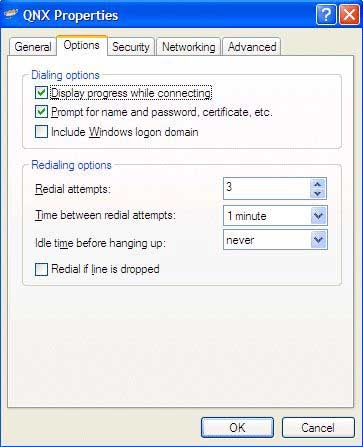 QNX Properties
General Options Security Networking Advanced
Dialing options
Display progress while connecting
Prompt for name and password, certificate, etc.
Include Windows logon domain
Redialing options
Redial attempts: 3
Time between redial attempts: 1 minute
Idle time before hanging up: never
Redial if line is dropped
OK Cancel